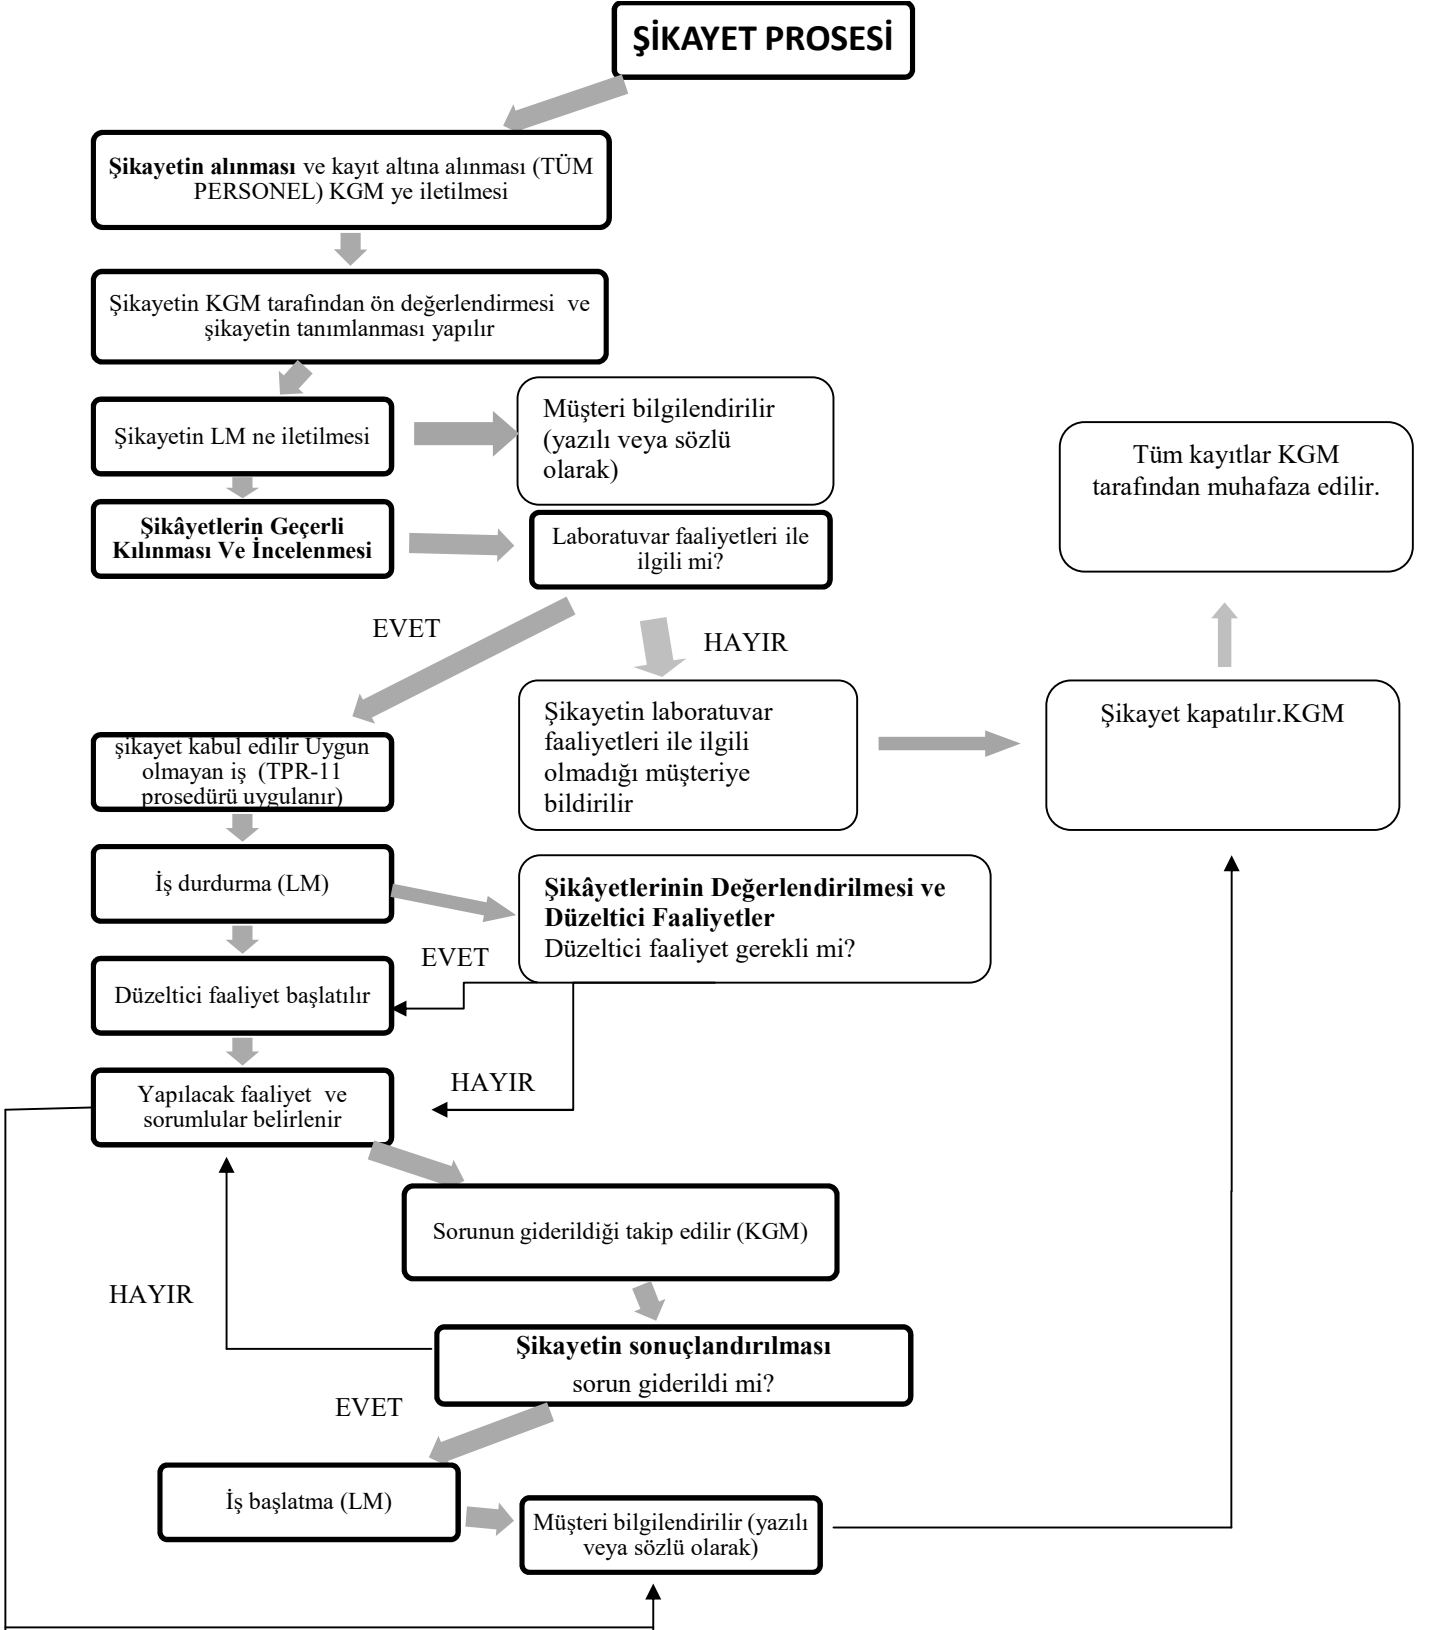 ŞİKAYET PROSESİ
Şikayetin alınması ve kayıt altına alınması (TÜM
PERSONEL) KGM ye iletilmesi
Şikayetin KGM tarafından ön değerlendirmesi ve
şikayetin tanımlanması yapılır
Şikayetin LM ne iletilmesi
Müşteri bilgilendirilir
(yazılı veya sözlü
olarak)
Tüm kayıtlar KGM
tarafından muhafaza edilir.
Şikâyetlerin Geçerli
Kılınması Ve İncelenmesi
Laboratuvar faaliyetleri ile
ilgili mi?
EVET
HAYIR
şikayet kabul edilir Uygun
olmayan iş (TPR-11
prosedürü uygulanır)
Şikayetin laboratuvar
faaliyetleri ile ilgili
olmadığı müşteriye
bildirilir
Şikayet kapatılır.KGM
İş durdurma (LM)
Şikâyetlerinin Değerlendirilmesi ve
Düzeltici Faaliyetler
Düzeltici faaliyet gerekli mi?
EVET
Düzeltici faaliyet başlatılır
HAYIR
Yapılacak faaliyet ve
sorumlular belirlenir
Sorunun giderildiği takip edilir (KGM)
HAYIR
Şikayetin sonuçlandırılması
sorun giderildi mi?
EVET
İş başlatma (LM)
Müşteri bilgilendirilir (yazılı
veya sözlü olarak)